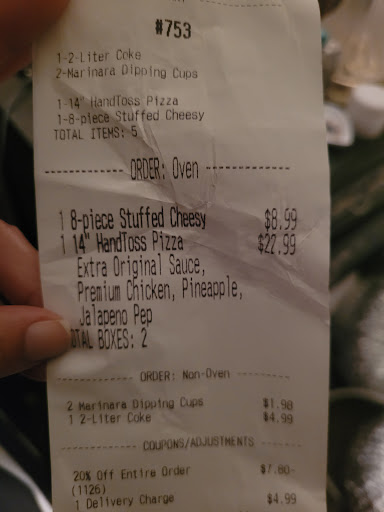 #753
1-2-Liter Coke
2-Marinara Dipping Cups
1-14" HandToss Pizza
1-8-piece Stuffed Cheesy
TOTAL ITEMS: 5
ORDER: Oven
1 8-piece Stuffed Cheesy $8.99
1 14" HandToss Pizza $22.99
Extra Original Sauce,
Premium Chicken, Pineapple,
Jalapeno Pep
OTAL BOXES: 2
ORDER: Non-Oven
2 Marinara Dipping Cups $1.98
1 2-Liter Coke $4.99
COUPONS/ADJUSTMENTS
20% Off Entire Order $7.80-
(1126)
1 Delivery Charge $4.99